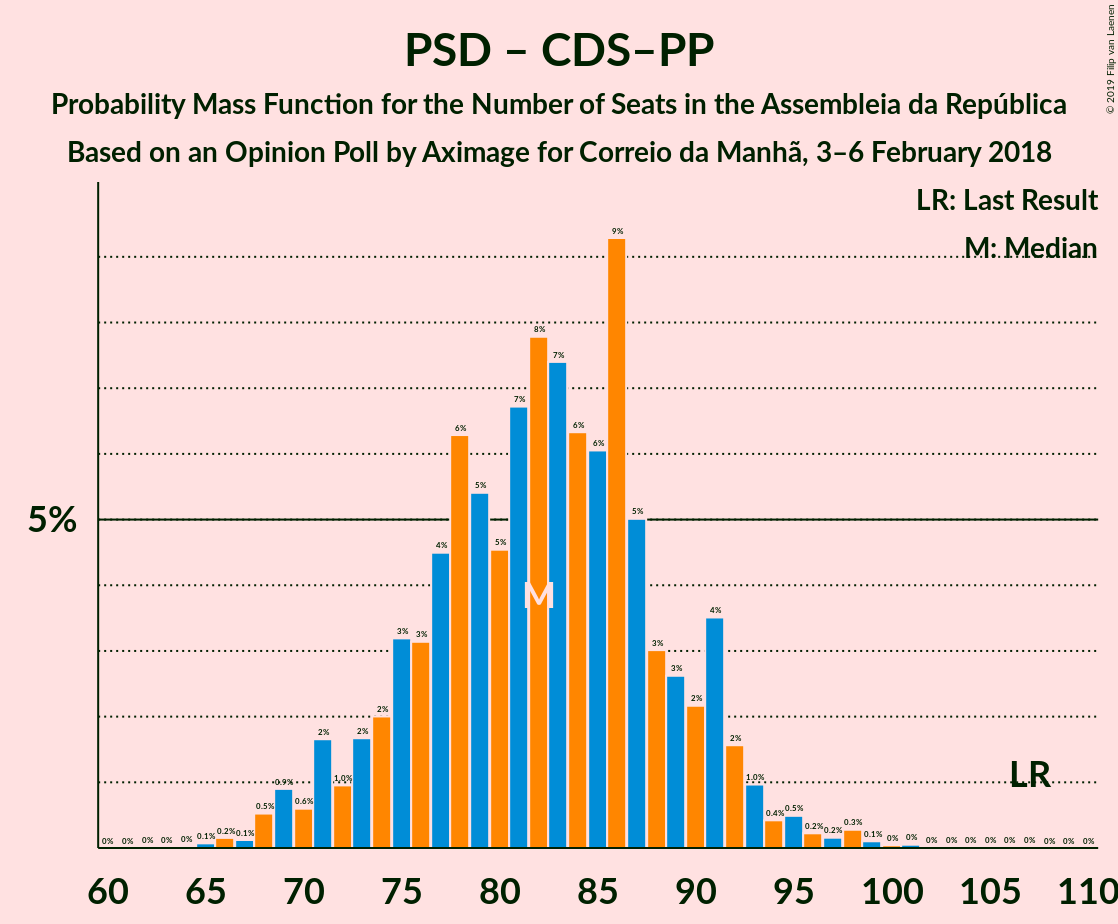 PSD – CDS–PP
Probability Mass Function for the Number of Seats in the Assembleia da República
Based on an Opinion Poll by Aximage for Correio da Manhã, 3–6 February 2018
© 2019 Filip van Laenen
LR: Last Result
M: Median
5%
0% 0% 0% 0% 0% 0.1% 0.2% 0.1% 0.5% 0.9% 0.6% 2% 1.0% 2% 2% 3% 3% 4% 6% 5% 5% 7% 8% 7% 6% 6% 9% 5% 3% 3% 2% 4% 2% 1.0% 0.4% 0.5% 0.2% 0.2% 0.3% 0.1% 0% 0% 0% 0% 0% 0% 0% 0% 0% 0% 0%
M
LR
60 65 70 75 80 85 90 95 100 105 110